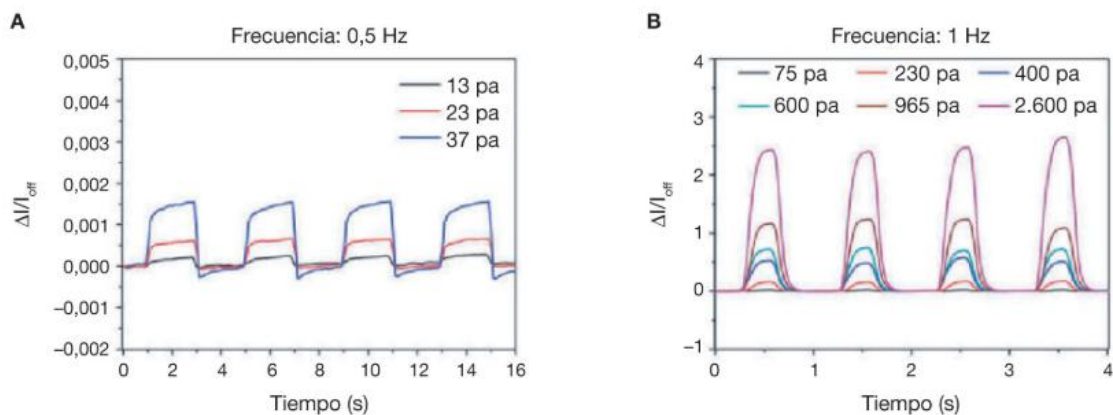 A
Frecuencia: 0,5 Hz
0,005
0,004
0,003
0,002
0,001
0,000
−0,001
−0,002
ΔI/I_off
13 pa
23 pa
37 pa
0 2 4 6 8 10 12 14 16
Tiempo (s)
B
Frecuencia: 1 Hz
4
3
2
1
0
−1
ΔI/I_off
75 pa 230 pa 400 pa
600 pa 965 pa 2.600 pa
0 1 2 3 4
Tiempo (s)